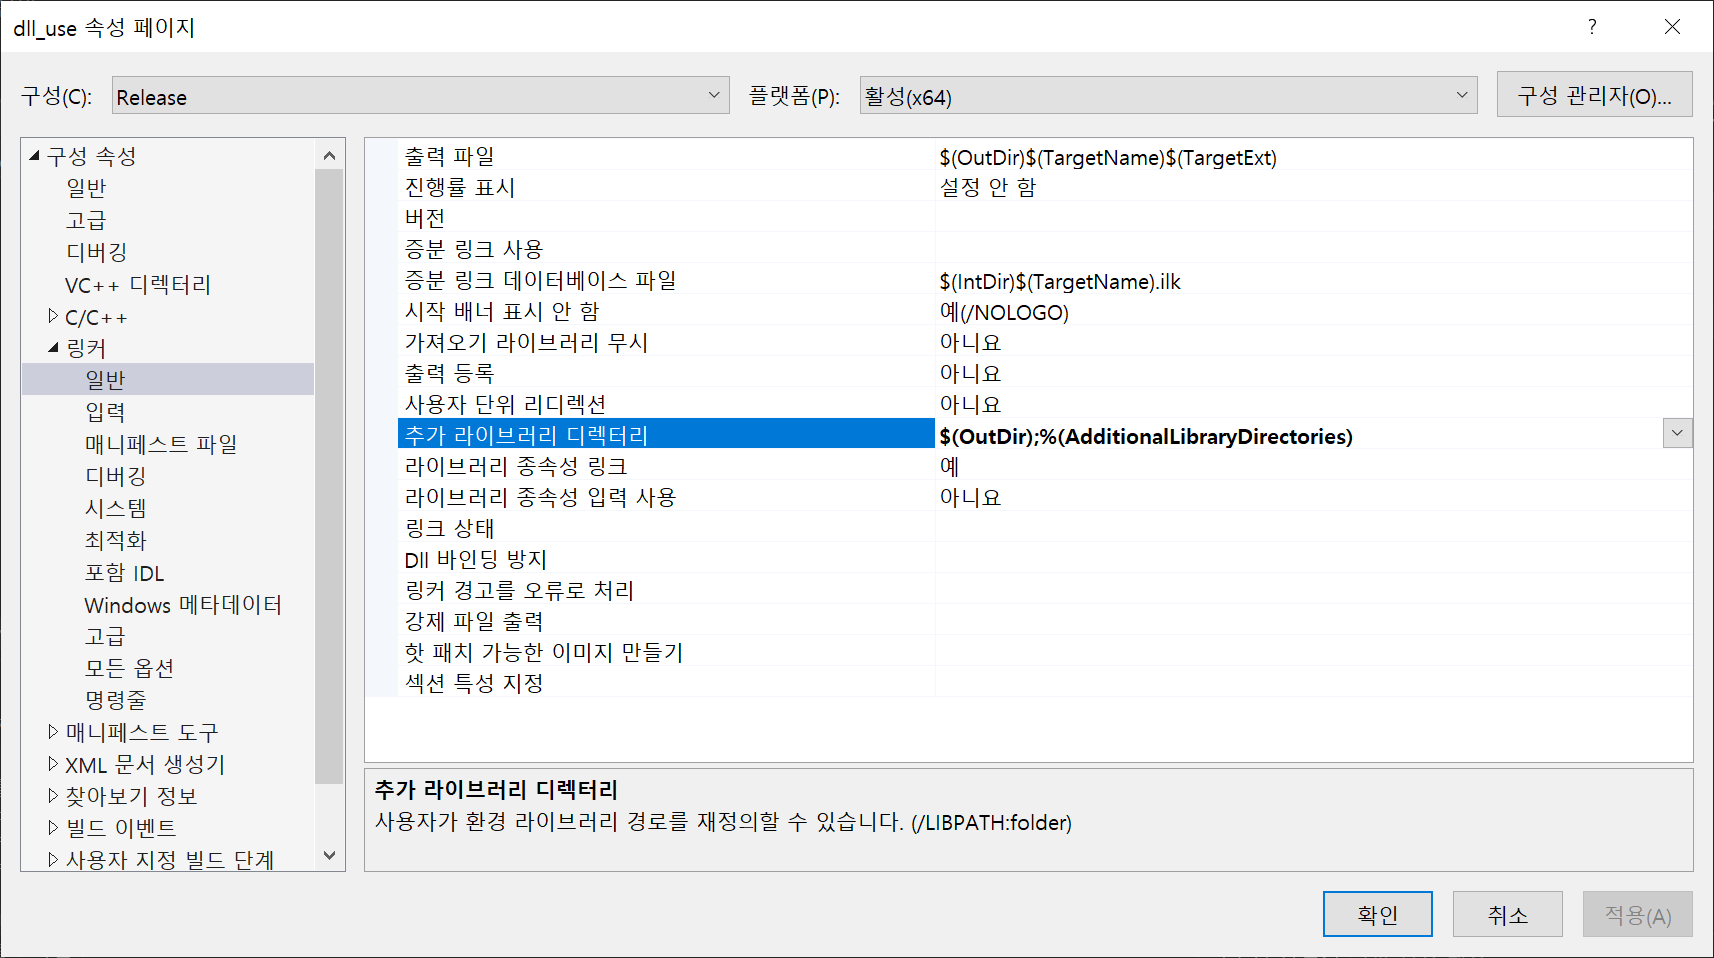 dll_use 속성 페이지
?
구성(C):
Release
플랫폼(P):
활성(x64)
구성 관리자(O)...
구성 속성
일반
고급
디버깅
VC++ 디렉터리
C/C++
링커
일반
입력
매니페스트 파일
디버깅
시스템
최적화
포함 IDL
Windows 메타데이터
고급
모든 옵션
명령줄
매니페스트 도구
XML 문서 생성기
찾아보기 정보
빌드 이벤트
사용자 지정 빌드 단계
출력 파일 $(OutDir)$(TargetName)$(TargetExt)
진행률 표시 설정 안 함
버전
증분 링크 사용
증분 링크 데이터베이스 파일 $(IntDir)$(TargetName).ilk
시작 배너 표시 안 함 예(/NOLOGO)
가져오기 라이브러리 무시 아니요
출력 등록 아니요
사용자 단위 리디렉션 아니요
추가 라이브러리 디렉터리 $(OutDir);%(AdditionalLibraryDirectories)
라이브러리 종속성 링크 예
라이브러리 종속성 입력 사용 아니요
링크 상태
Dll 바인딩 방지
링커 경고를 오류로 처리
강제 파일 출력
핫 패치 가능한 이미지 만들기
섹션 특성 지정
추가 라이브러리 디렉터리
사용자가 환경 라이브러리 경로를 재정의할 수 있습니다. (/LIBPATH:folder)
확인
취소
적용(A)